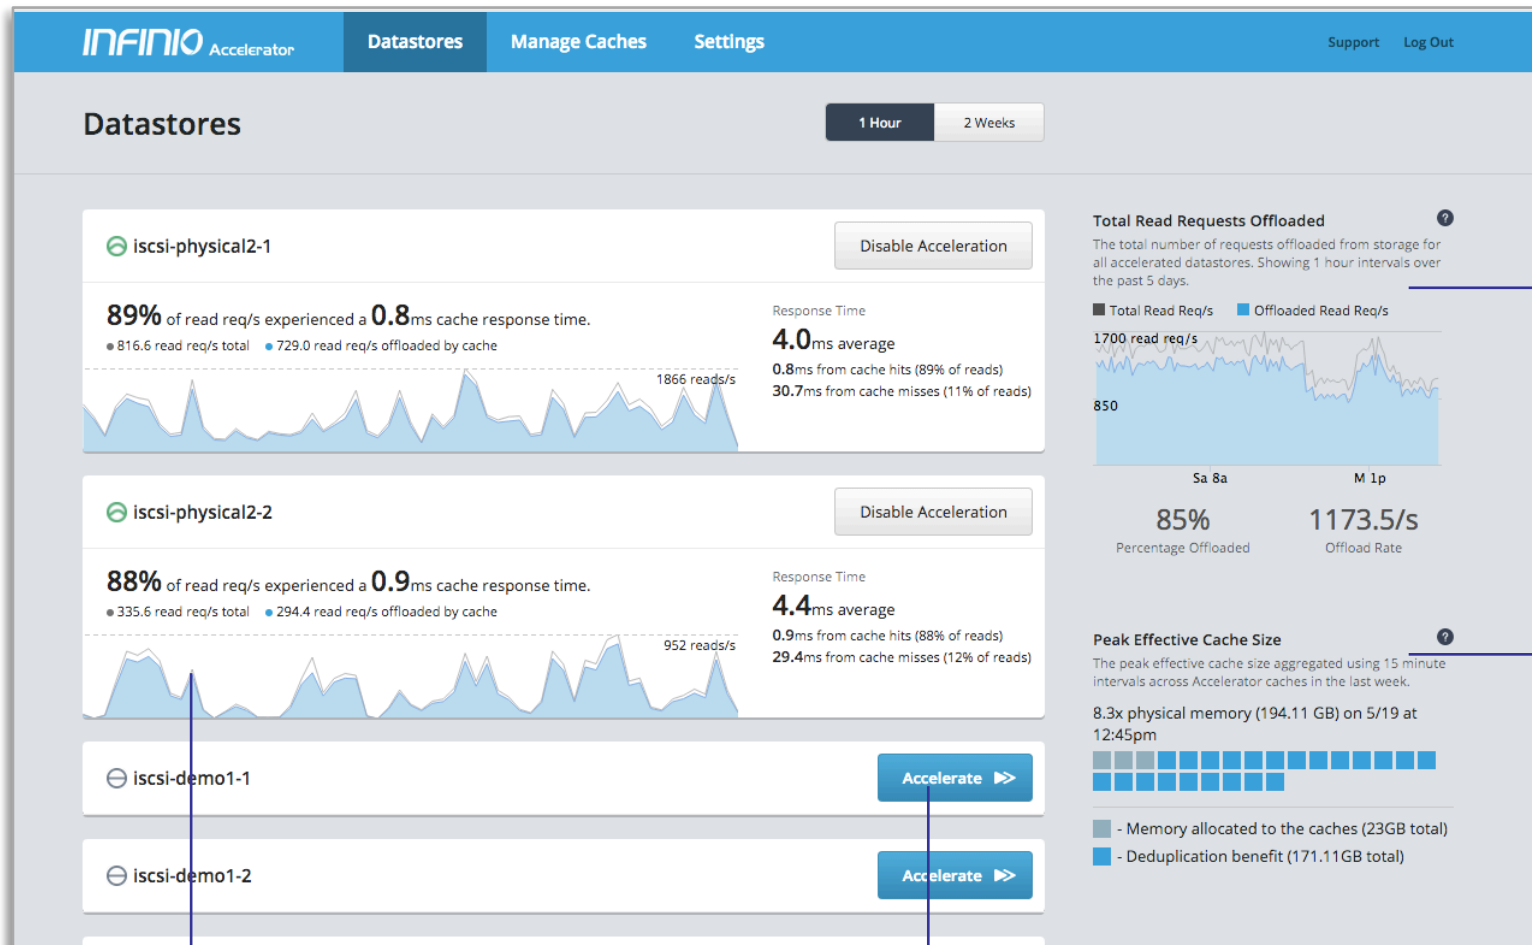 INFINIO Accelerator
Datastores
Manage Caches
Settings
Support
Log Out
Datastores
1 Hour
2 Weeks
iscsi-physical2-1
Disable Acceleration
89% of read req/s experienced a 0.8ms cache response time.
816.6 read req/s total
729.0 read req/s offloaded by cache
1866 reads/s
Response Time
4.0ms average
0.8ms from cache hits (89% of reads)
30.7ms from cache misses (11% of reads)
iscsi-physical2-2
Disable Acceleration
88% of read req/s experienced a 0.9ms cache response time.
335.6 read req/s total
294.4 read req/s offloaded by cache
952 reads/s
Response Time
4.4ms average
0.9ms from cache hits (88% of reads)
29.4ms from cache misses (12% of reads)
iscsi-demo1-1
Accelerate
iscsi-demo1-2
Accelerate
Total Read Requests Offloaded
?
The total number of requests offloaded from storage for
all accelerated datastores. Showing 1 hour intervals over
the past 5 days.
Total Read Req/s
Offloaded Read Req/s
1700 read req/s
850
Sa 8a
M 1p
85%
Percentage Offloaded
1173.5/s
Offload Rate
Peak Effective Cache Size
?
The peak effective cache size aggregated using 15 minute
intervals across Accelerator caches in the last week.
8.3x physical memory (194.11 GB) on 5/19 at
12:45pm
- Memory allocated to the caches (23GB total)
- Deduplication benefit (171.11GB total)